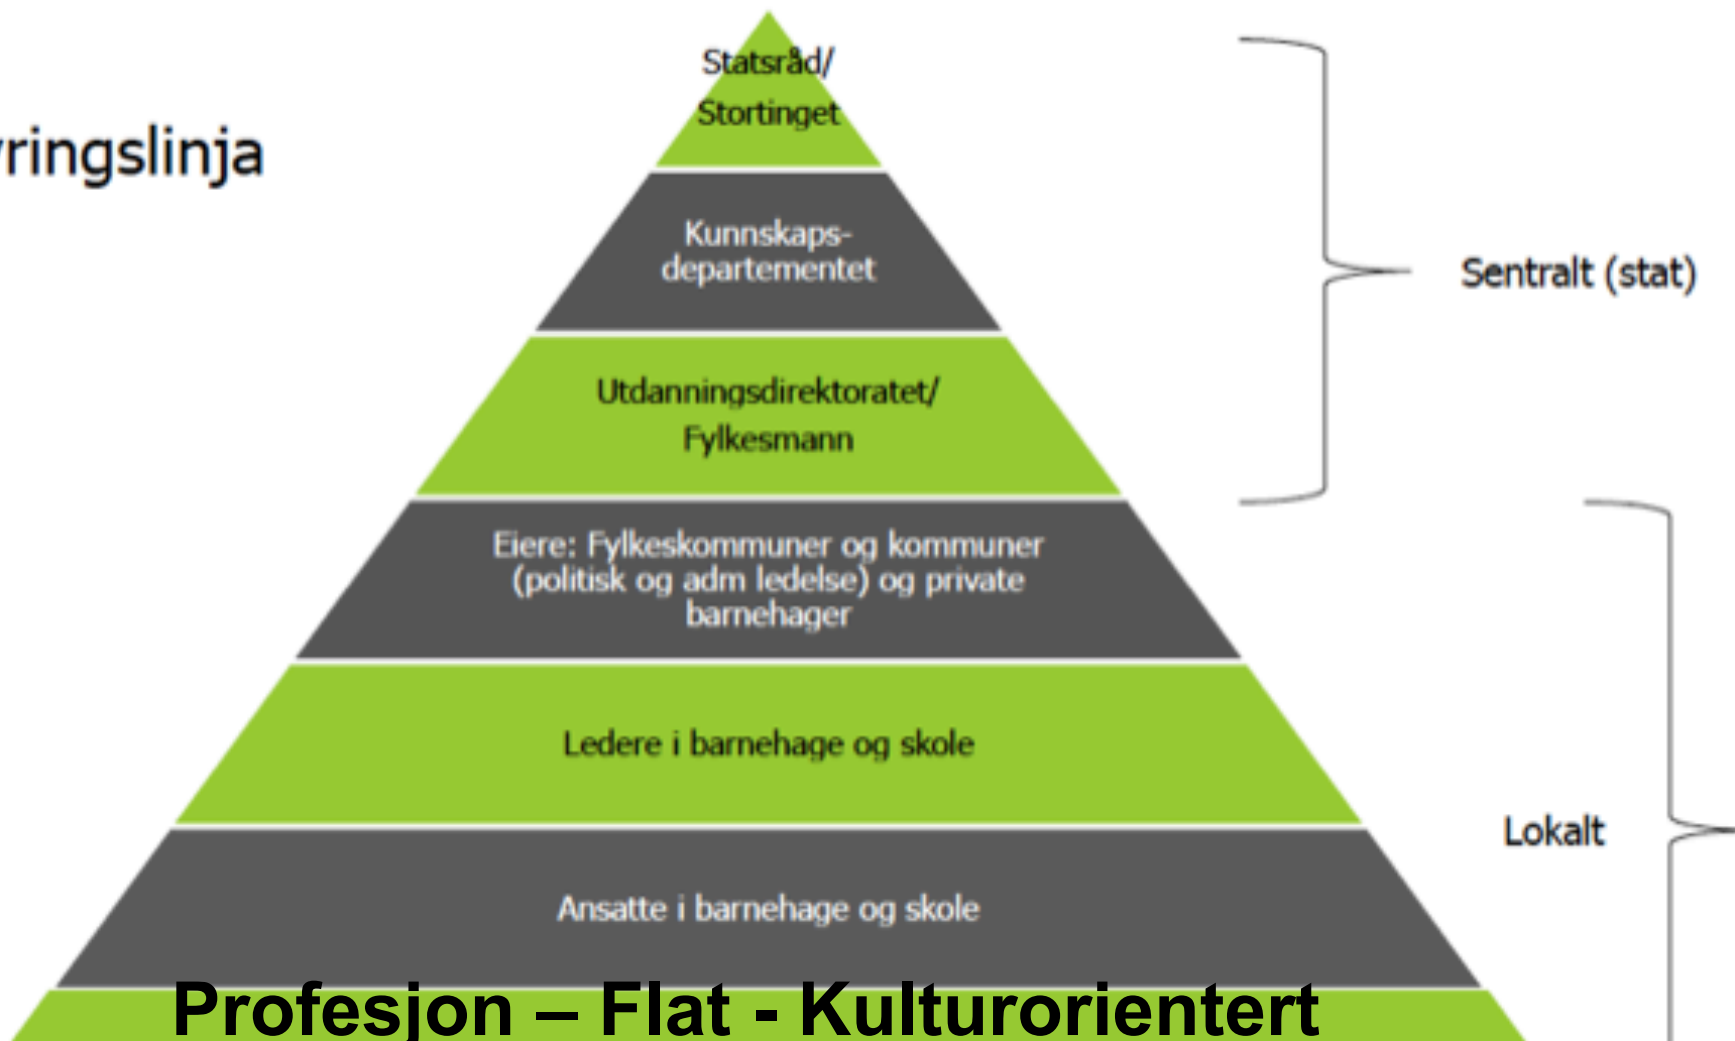 Statsråd/
Stortinget
yringslinja
Kunnskaps-
departementet
Sentralt (stat)
Utdanningsdirektoratet/
Fylkesmann
Eiere: Fylkeskommuner og kommuner
(politisk og adm ledelse) og private
barnehager
Ledere i barnehage og skole
Lokalt
Ansatte i barnehage og skole
Profesjon – Flat - Kulturorientert